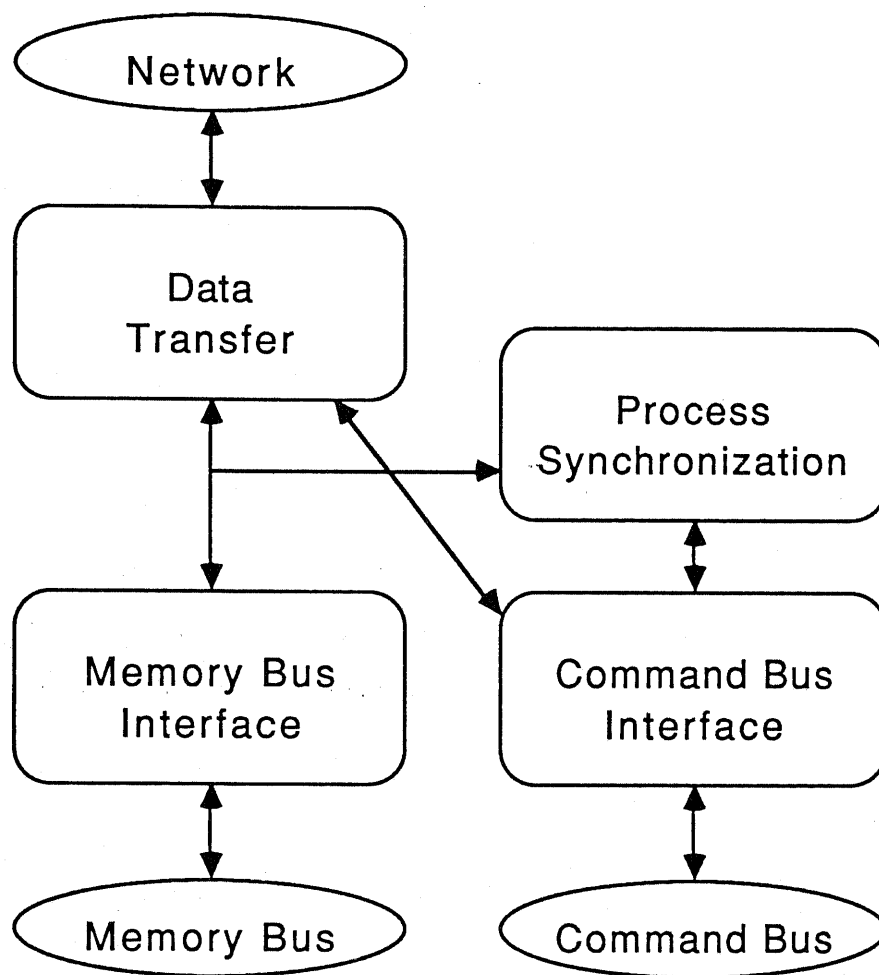 Network
Data
Transfer
Process
Synchronization
Memory Bus
Interface
Command Bus
Interface
Memory Bus
Command Bus